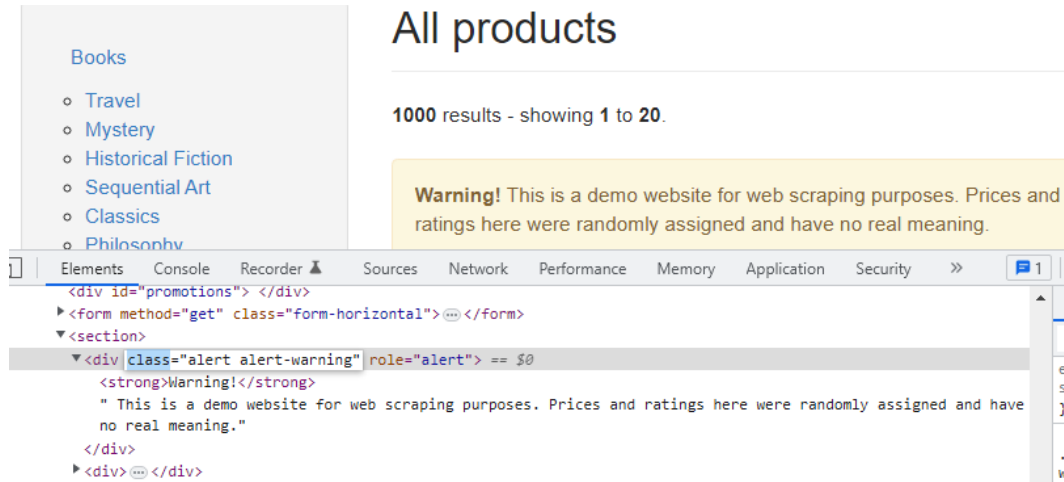 All products
Books
Travel
Mystery
Historical Fiction
Sequential Art
Classics
Philosophy
1000 results - showing 1 to 20.
Warning! This is a demo website for web scraping purposes. Prices and
ratings here were randomly assigned and have no real meaning.
Elements Console Recorder Sources Network Performance Memory Application Security » 1
<div id="promotions"> </div>
<form method="get" class="form-horizontal"> … </form>
<section>
<div class="alert alert-warning" role="alert"> == $0
<strong>Warning!</strong>
" This is a demo website for web scraping purposes. Prices and ratings here were randomly assigned and have
no real meaning."
</div>
<div> … </div>